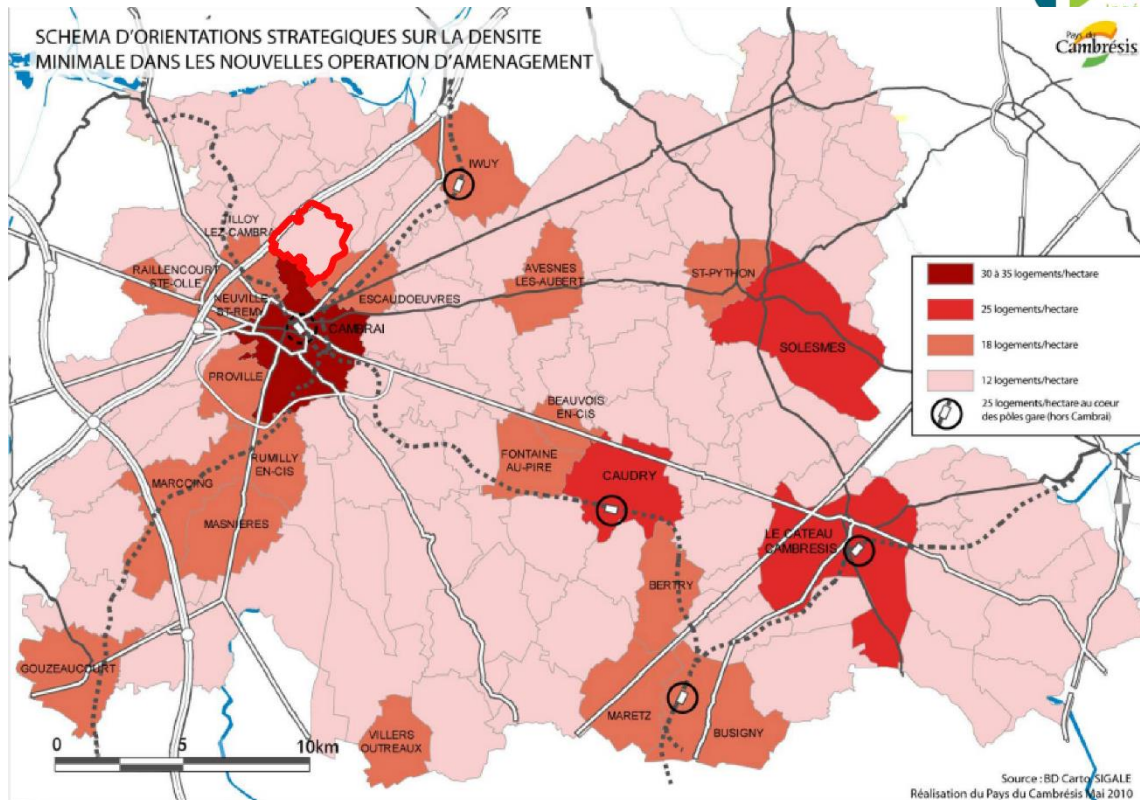 SCHEMA D'ORIENTATIONS STRATEGIQUES SUR LA DENSITE
MINIMALE DANS LES NOUVELLES OPERATION D'AMENAGEMENT
Pays du
Cambrésis
IWUY
TILLOY
LEZ-CAMBRAI
RAILLENCOURT
STE-OLLE
NEUVILLE
ST-REMY
ESCAUDOEUVRES
CAMBRAI
AVESNES
LES-AUBERT
ST-PYTHON
SOLESMES
PROVILLE
BEAUVOIS
EN-CIS
FONTAINE
AU-PIRE
CAUDRY
RUMILLY
EN-CIS
MARCOING
MASNIERES
LE CATEAU
CAMBRESIS
BERTRY
GOUZEAUCOURT
MARETZ
BUSIGNY
VILLERS
OUTREAUX
30 à 35 logements/hectare
25 logements/hectare
18 logements/hectare
12 logements/hectare
25 logements/hectare au coeur
des pôles gare (hors Cambrai)
N
0 5 10km
Source : BD Carto, SIGALE
Réalisation du Pays du Cambrésis Mai 2010